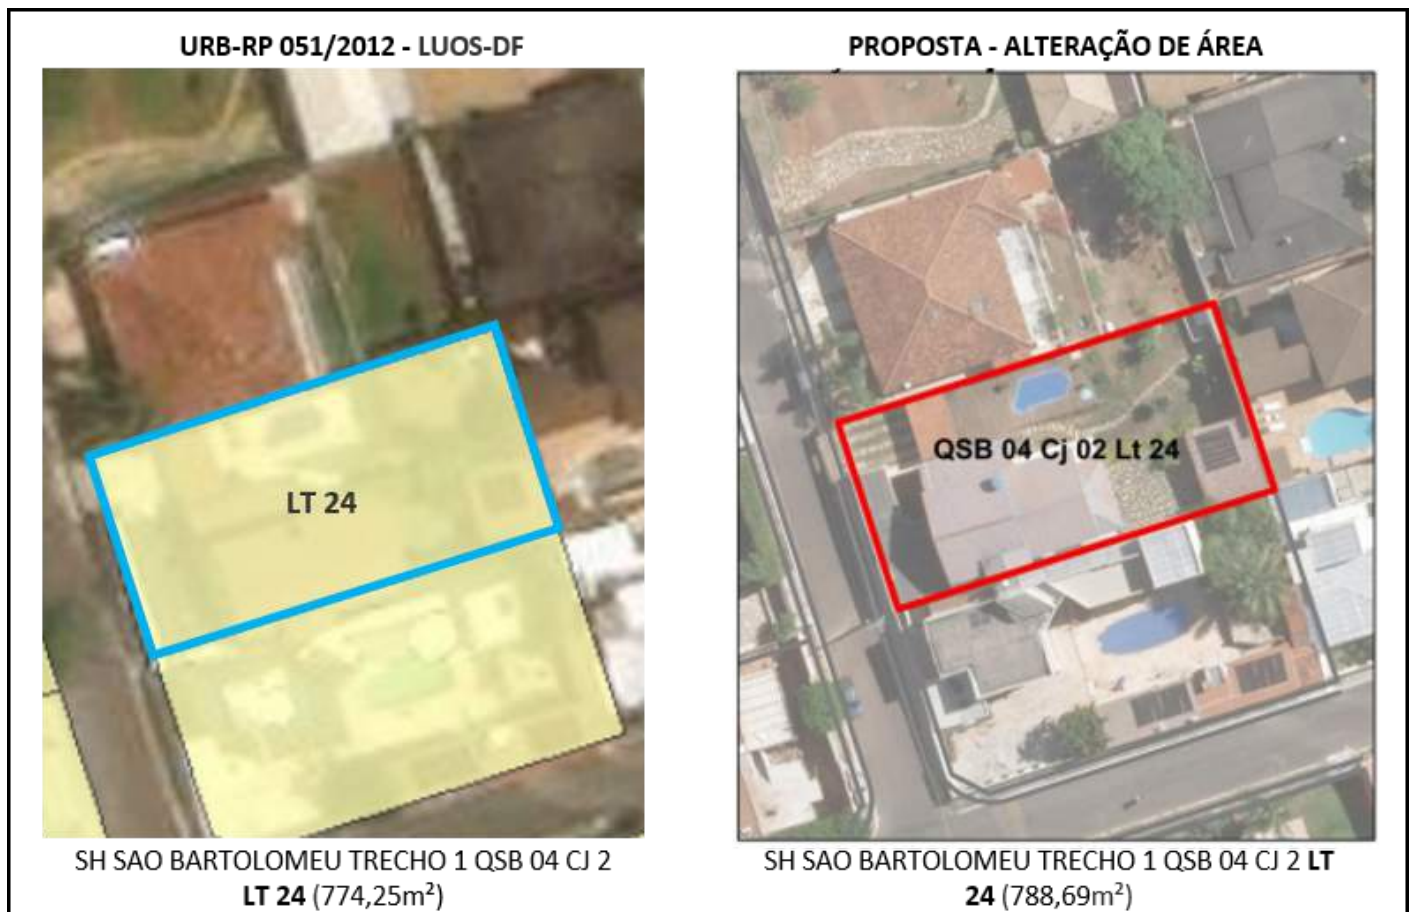 URB-RP 051/2012 - LUOS-DF
LT 24
SH SAO BARTOLOMEU TRECHO 1 QSB 04 CJ 2
LT 24 (774,25m²)
PROPOSTA - ALTERAÇÃO DE ÁREA
QSB 04 Cj 02 Lt 24
SH SAO BARTOLOMEU TRECHO 1 QSB 04 CJ 2 LT
24 (788,69m²)